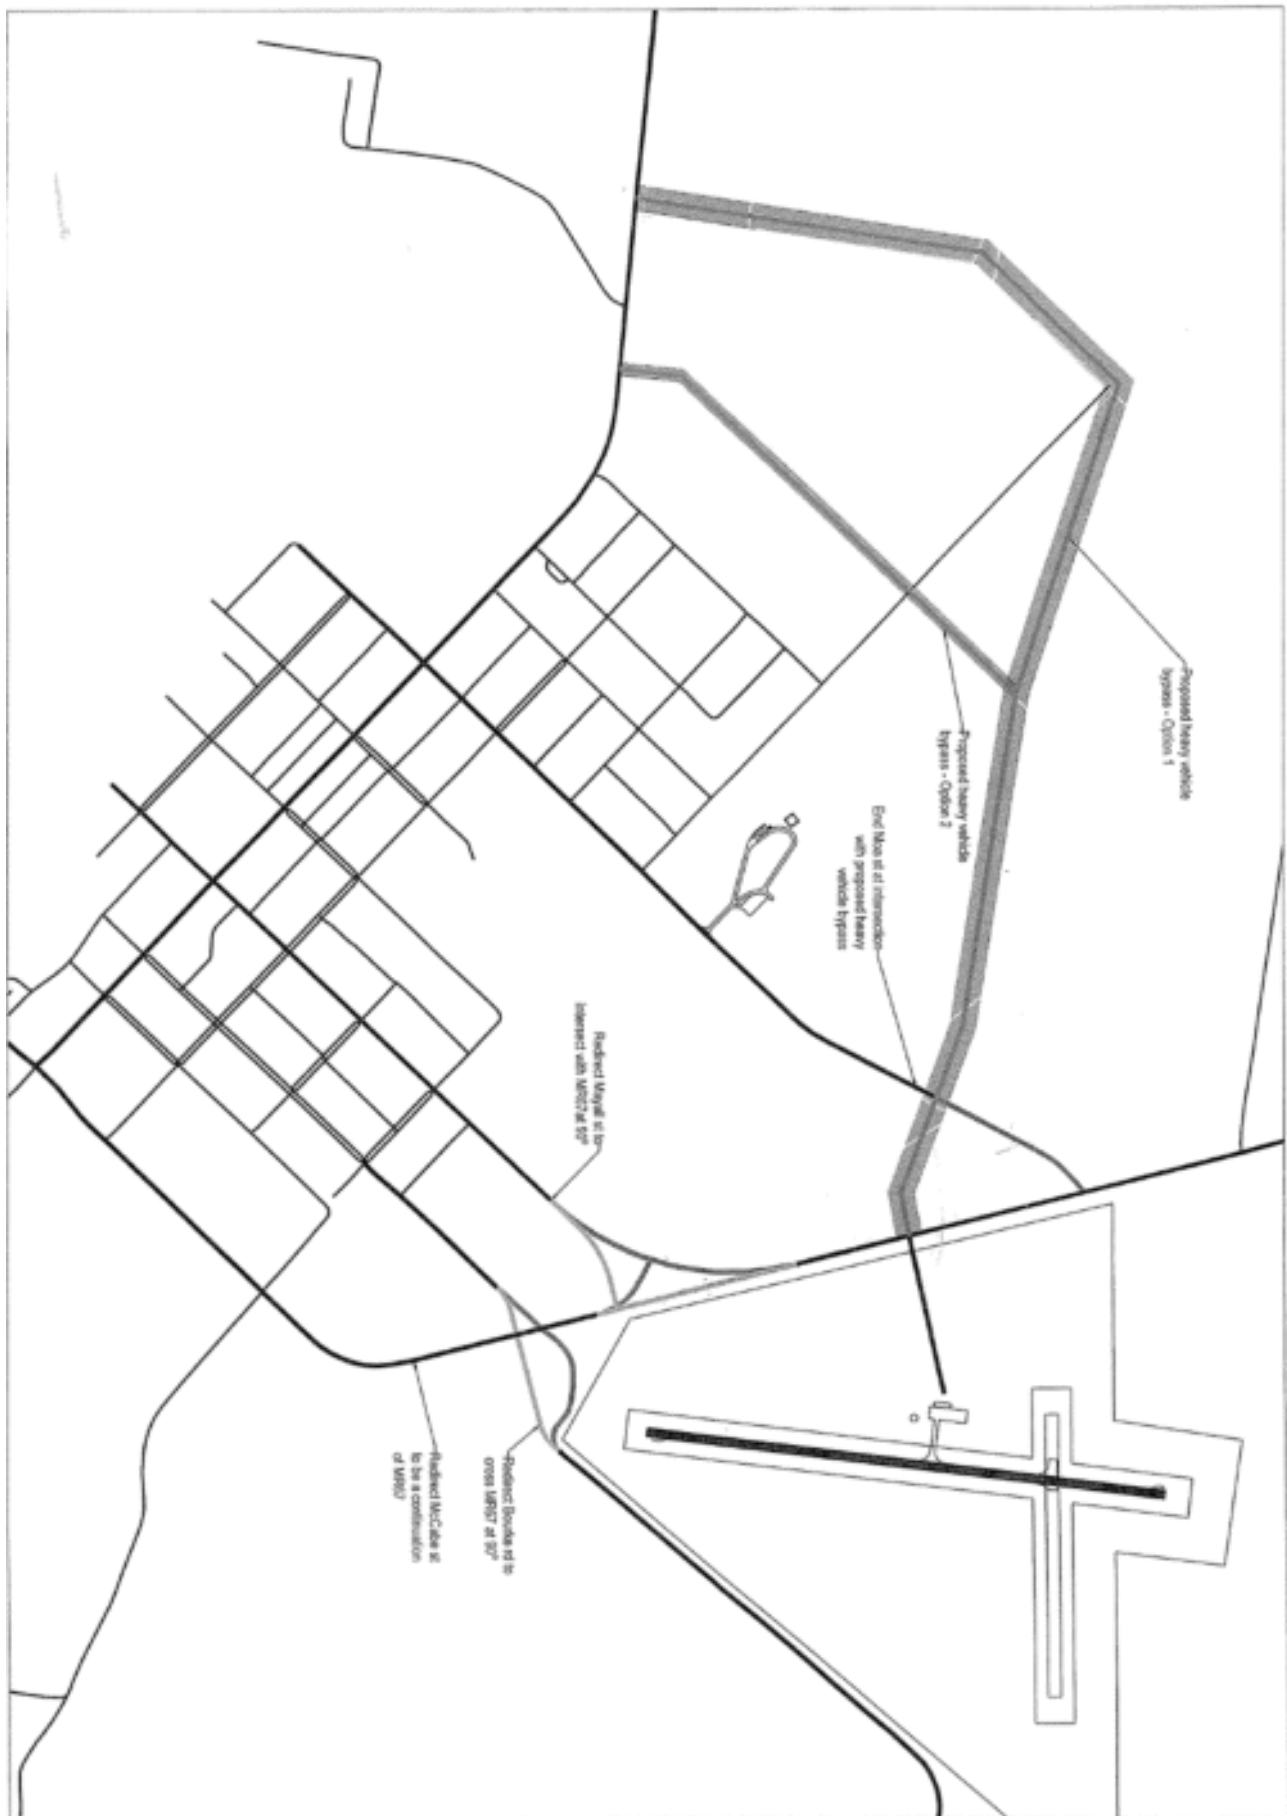 Proposed heavy vehicle
bypass - Option 1
Proposed heavy vehicle
bypass - Option 2
End Moa st at intersection
with proposed heavy
vehicle bypass
Redirect Mayall st to
intersect with MR67 at 90°
Redirect Bourke rd to
cross MR67 at 90°
Redirect McCabe st
to be a continuation
of MR67